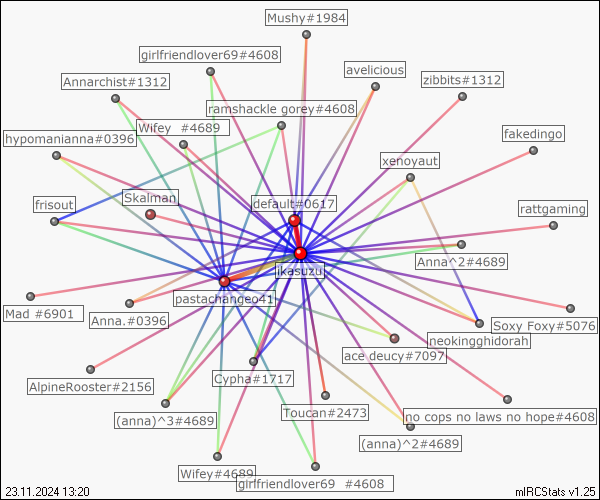 Mushy#1984
girlfriendlover69#4608
avelicious
Annarchist#1312
zibbits#1312
ramshackle gorey#4608
Wifey  #4689
hypomanianna#0396
fakedingo
xenoyaut
Skalman
default#0617
frisout
rattgaming
Anna^2#4689
ikasuzu
pastachangeo41
Mad #6901
Anna.#0396
Soxy Foxy#5076
neokingghidorah
ace deucy#7097
Cypha#1717
AlpineRooster#2156
Toucan#2473
no cops no laws no hope#4608
(anna)^3#4689
(anna)^2#4689
Wifey#4689
girlfriendlover69  #4608
23.11.2024 13:20
mIRCStats v1.25